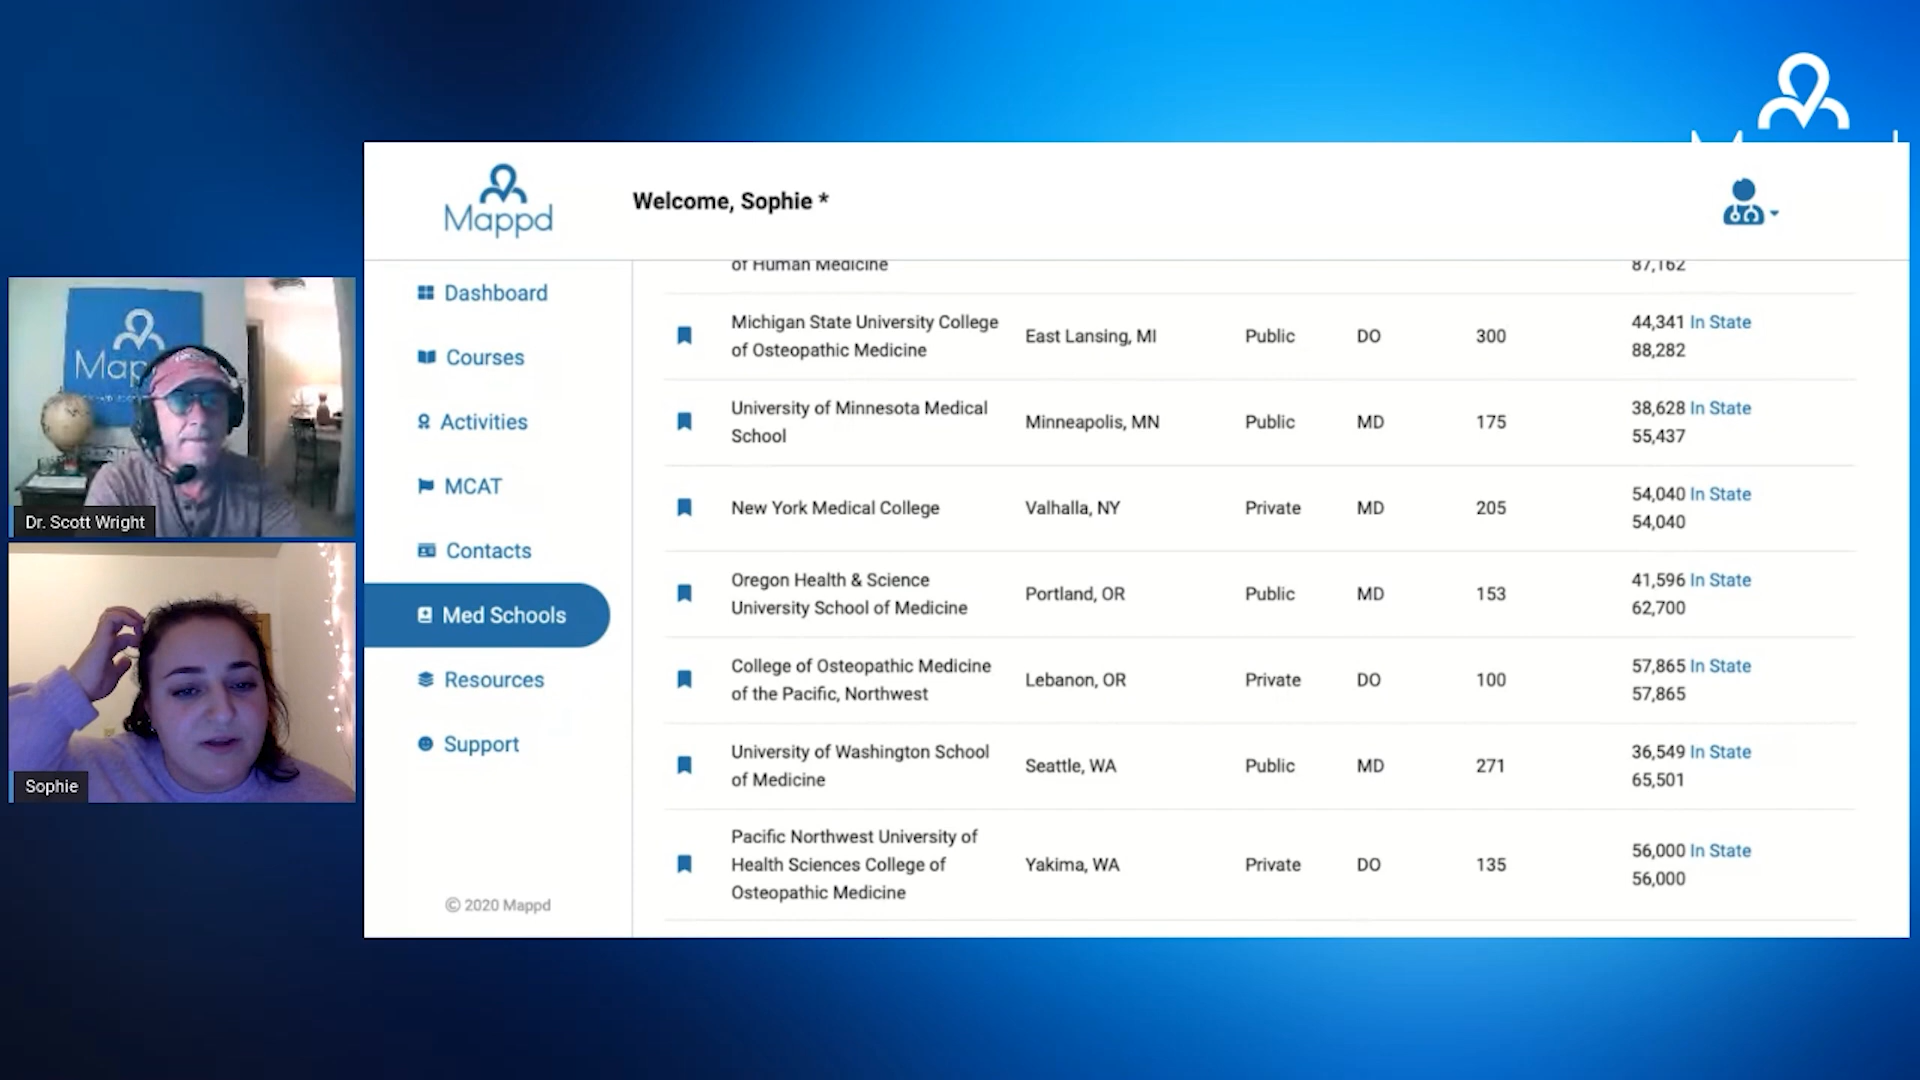 Mappd
Welcome, Sophie *
Dashboard
Courses
Activities
MCAT
Contacts
Med Schools
Resources
Support
© 2020 Mappd
of Human Medicine
87,162
Michigan State University College
of Osteopathic Medicine
East Lansing, MI
Public
DO
300
44,341 In State
88,282
University of Minnesota Medical
School
Minneapolis, MN
Public
MD
175
38,628 In State
55,437
New York Medical College
Valhalla, NY
Private
MD
205
54,040 In State
54,040
Oregon Health & Science
University School of Medicine
Portland, OR
Public
MD
153
41,596 In State
62,700
College of Osteopathic Medicine
of the Pacific, Northwest
Lebanon, OR
Private
DO
100
57,865 In State
57,865
University of Washington School
of Medicine
Seattle, WA
Public
MD
271
36,549 In State
65,501
Pacific Northwest University of
Health Sciences College of
Osteopathic Medicine
Yakima, WA
Private
DO
135
56,000 In State
56,000
Map
Dr. Scott Wright
Sophie